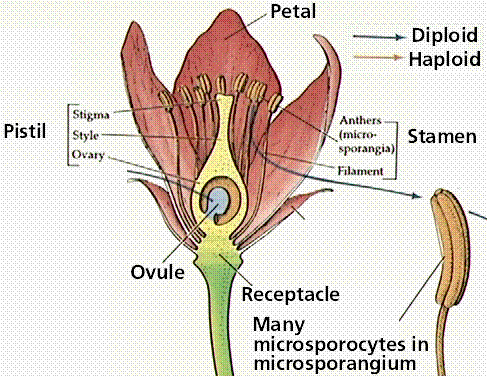 Petal
Diploid
Haploid
Pistil
Stigma
Style
Ovary
Anthers
(micro-
sporangia)
Filament
Stamen
Ovule
Receptacle
Many
microsporocytes in
microsporangium